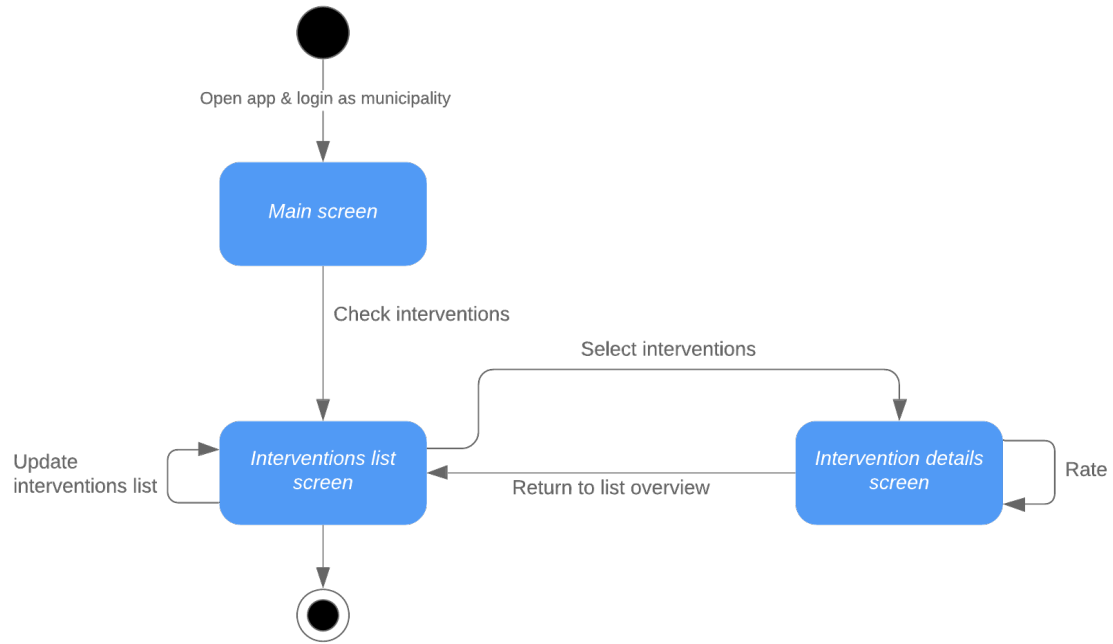 Open app & login as municipality
Main screen
Check interventions
Select interventions
Update
interventions list
Interventions list
screen
Return to list overview
Intervention details
screen
Rate